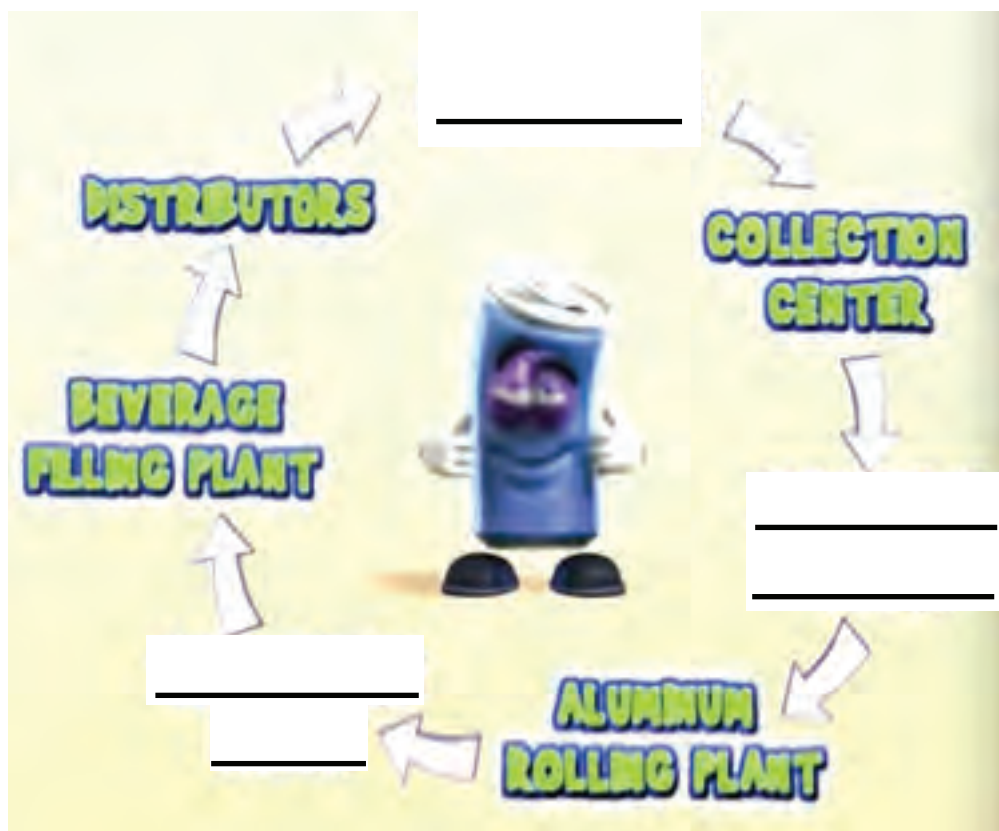 DISTRIBUTORS
COLLECTION
CENTER
BEVERAGE
FILLING PLANT
ALUMINUM
ROLLING PLANT